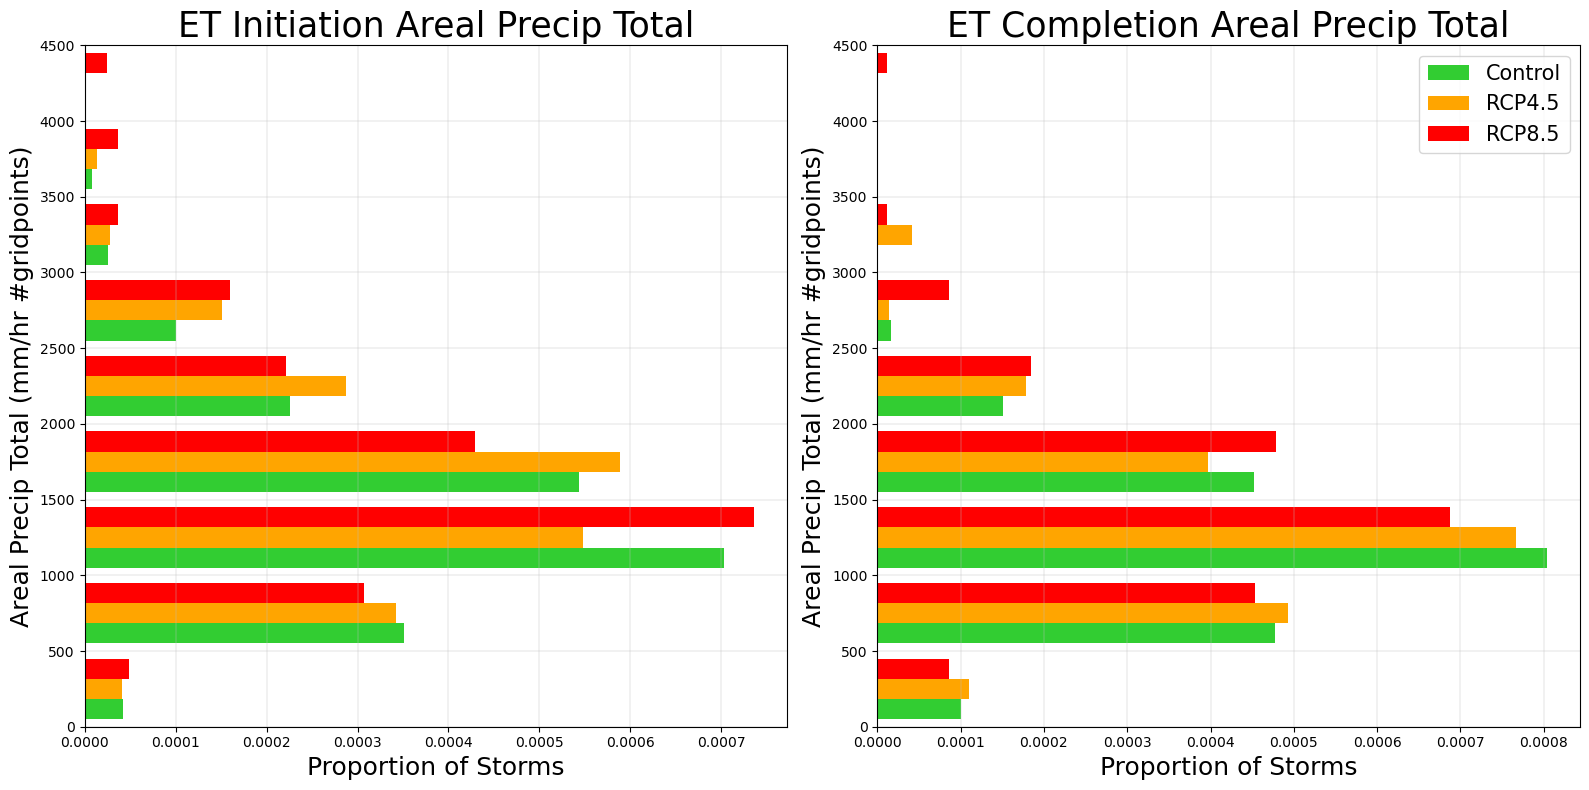 ET Initiation Areal Precip Total
4500
4000
3500
3000
2500
2000
1500
1000
500
0
Areal Precip Total (mm/hr #gridpoints)
0.0000 0.0001 0.0002 0.0003 0.0004 0.0005 0.0006 0.0007
Proportion of Storms
ET Completion Areal Precip Total
4500
4000
3500
3000
2500
2000
1500
1000
500
0
Areal Precip Total (mm/hr #gridpoints)
Control
RCP4.5
RCP8.5
0.0000 0.0001 0.0002 0.0003 0.0004 0.0005 0.0006 0.0007 0.0008
Proportion of Storms